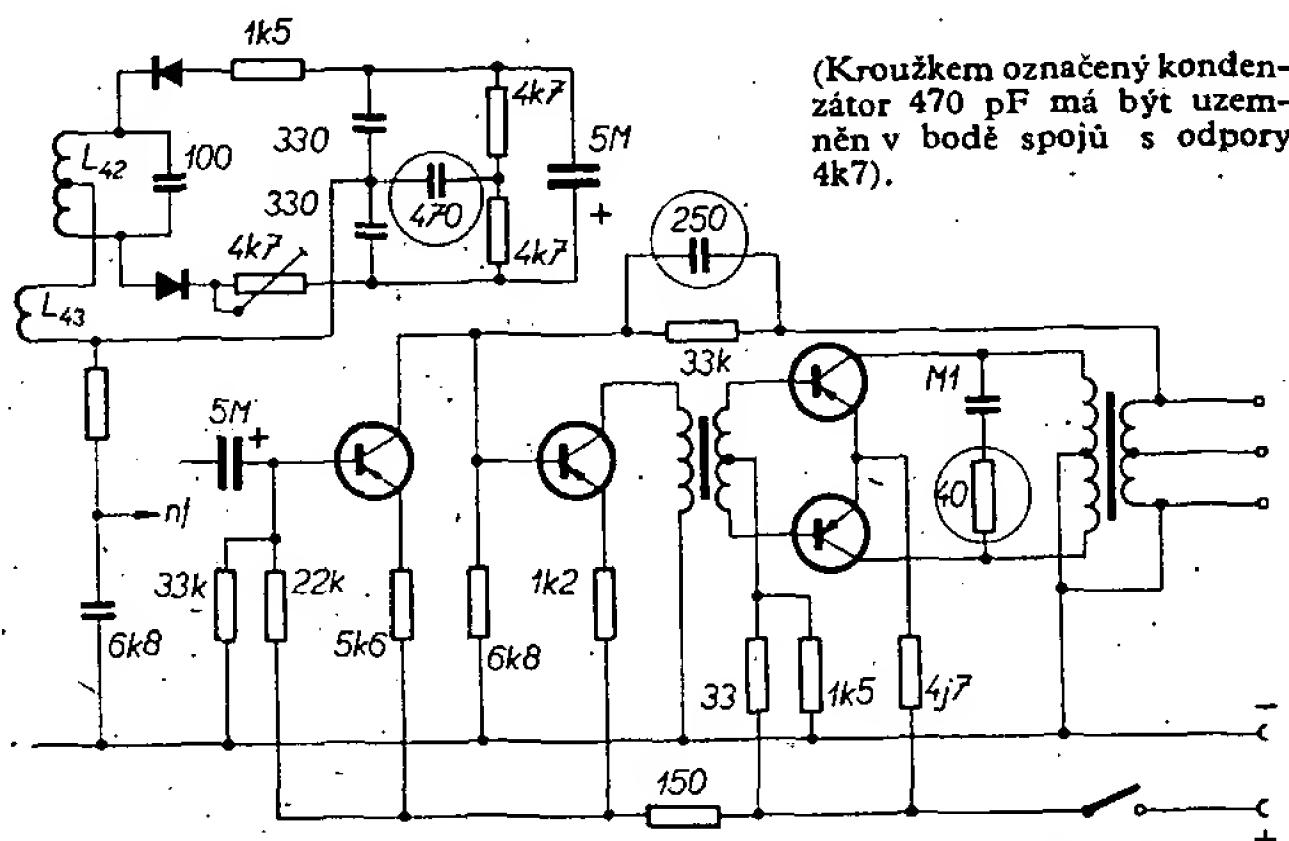 1k5
(Kroužkem označený konden-
zátor 470 pF má být uzem-
něn v bodě spojů s odpory
4k7).
4k7
5M
330
L42
100
+
330
470
250
4k7
4k7
L43
33k
M1
5M
+
40
nf
33k
22k
1k2
5k6
6k8
6k8
33
1k5
4j7
−
150
+